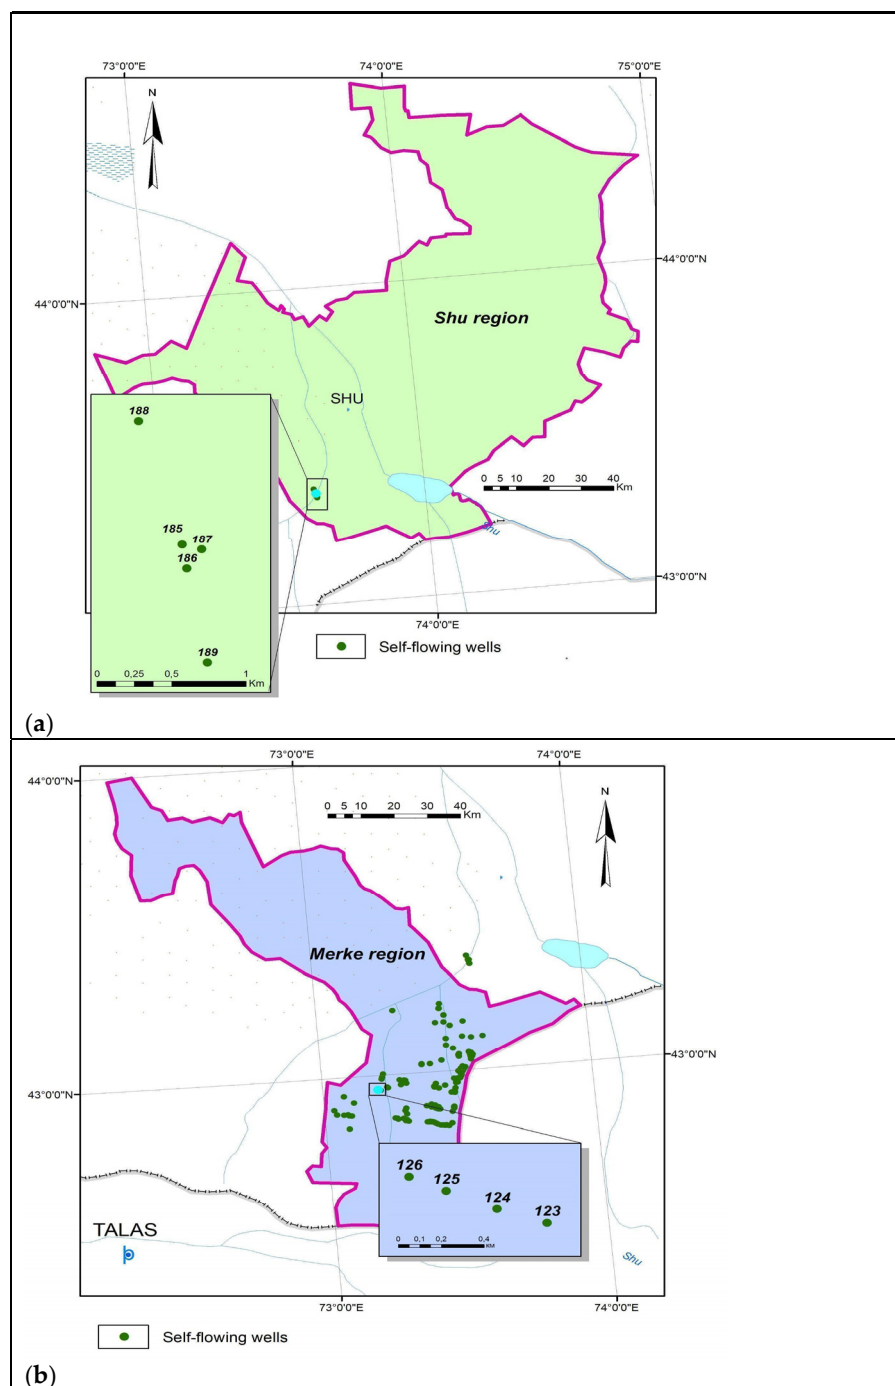 73°0'0"E 74°0'0"E 75°0'0"E
N
44°0'0"N
44°0'0"N
Shu region
SHU
188
185
187
186
189
0 0,25 0,5 1
Km
0 5 10 20 30 40
Km
Shu
43°0'0"N
74°0'0"E
Self-flowing wells
(a)
73°0'0"E 74°0'0"E
44°0'0"N
0 5 10 20 30 40
Km
N
Merke region
43°0'0"N
43°0'0"N
126
125
124
123
0 0,1 0,2 0,4
KM
TALAS
Shu
73°0'0"E 74°0'0"E
Self-flowing wells
(b)